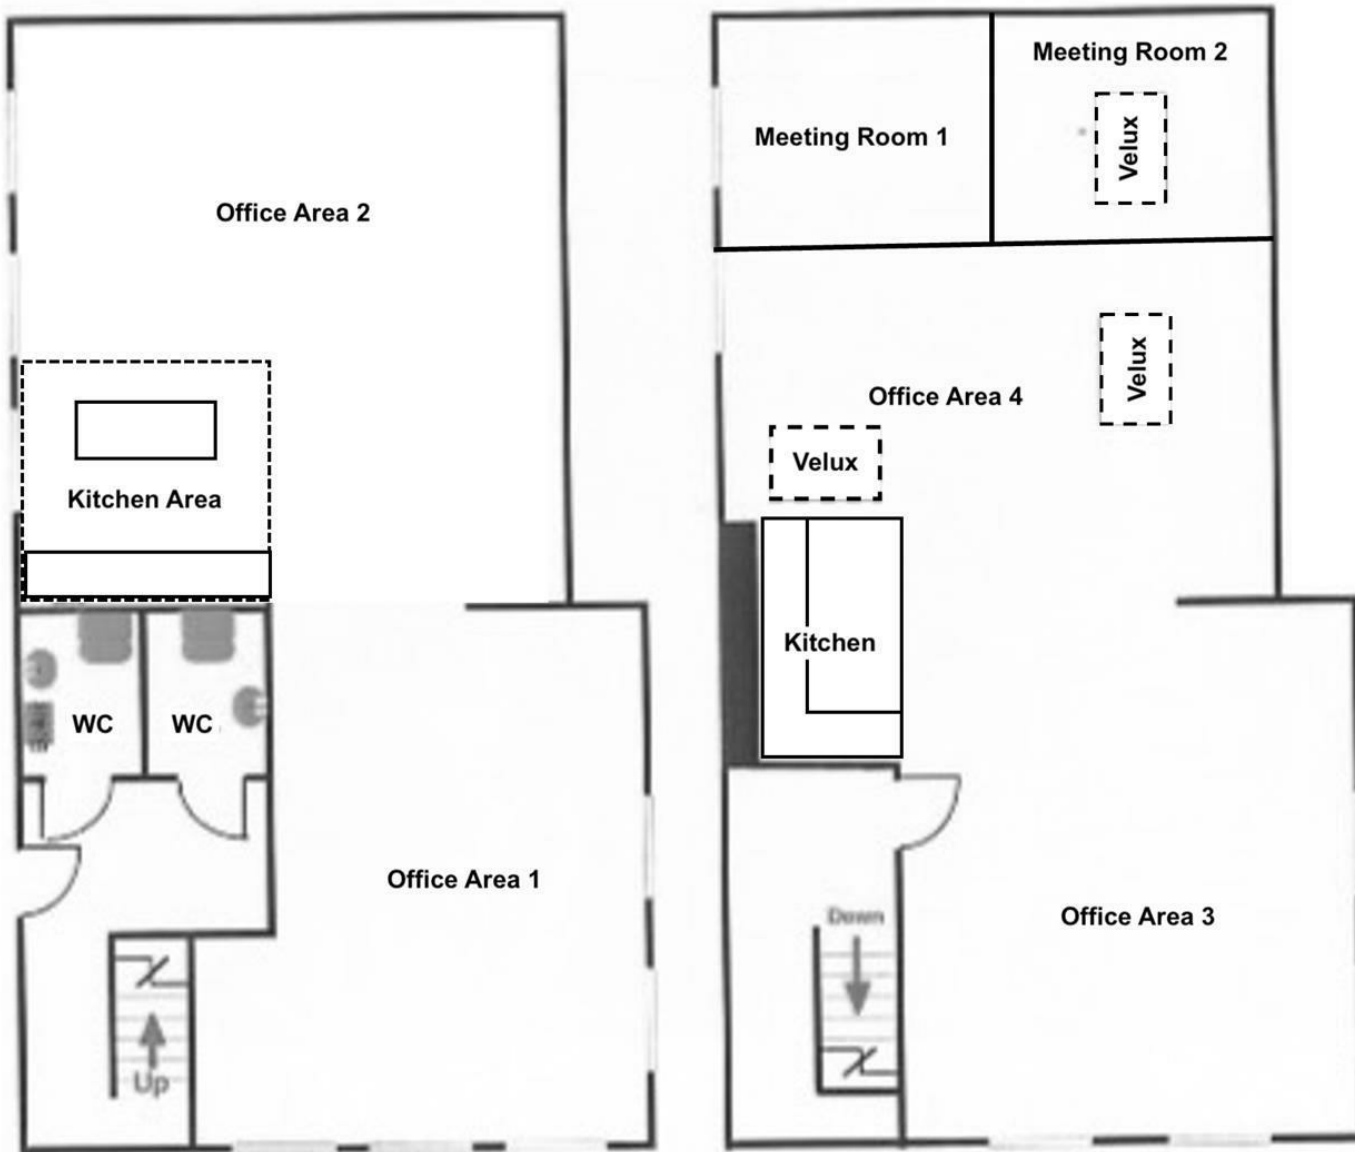 Office Area 2
Kitchen Area
WC
WC
Office Area 1
Up
Meeting Room 1
Meeting Room 2
Velux
Velux
Office Area 4
Velux
Kitchen
Down
Office Area 3